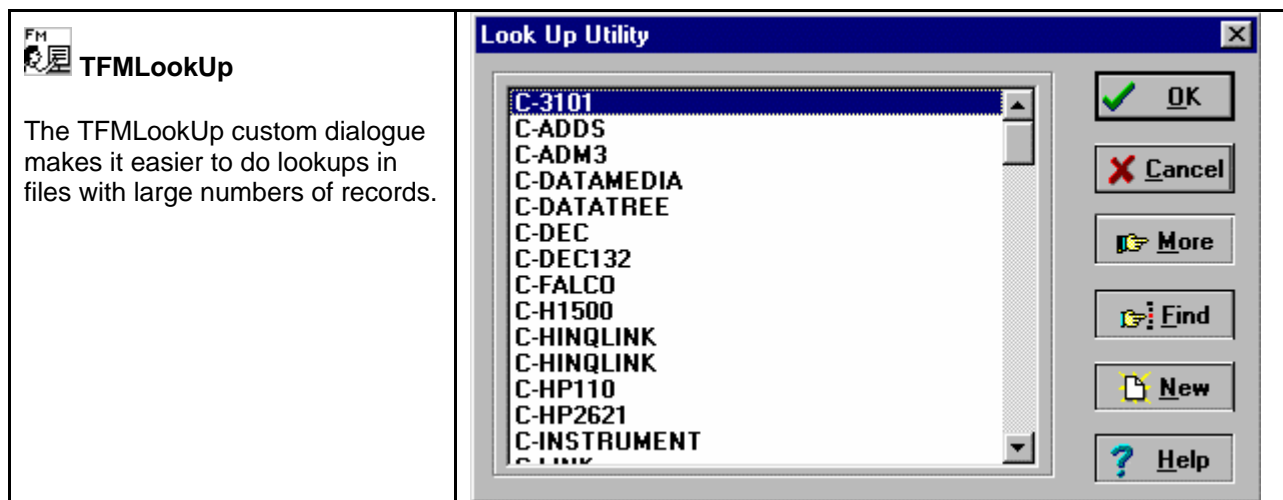 FM
TFMLookUp
The TFMLookUp custom dialogue
makes it easier to do lookups in
files with large numbers of records.
Look Up Utility
C-3101
C-ADDS
C-ADM3
C-DATAMEDIA
C-DATATREE
C-DEC
C-DEC132
C-FALCO
C-H1500
C-HINQLINK
C-HINQLINK
C-HP110
C-HP2621
C-INSTRUMENT
OK
Cancel
More
Find
New
Help